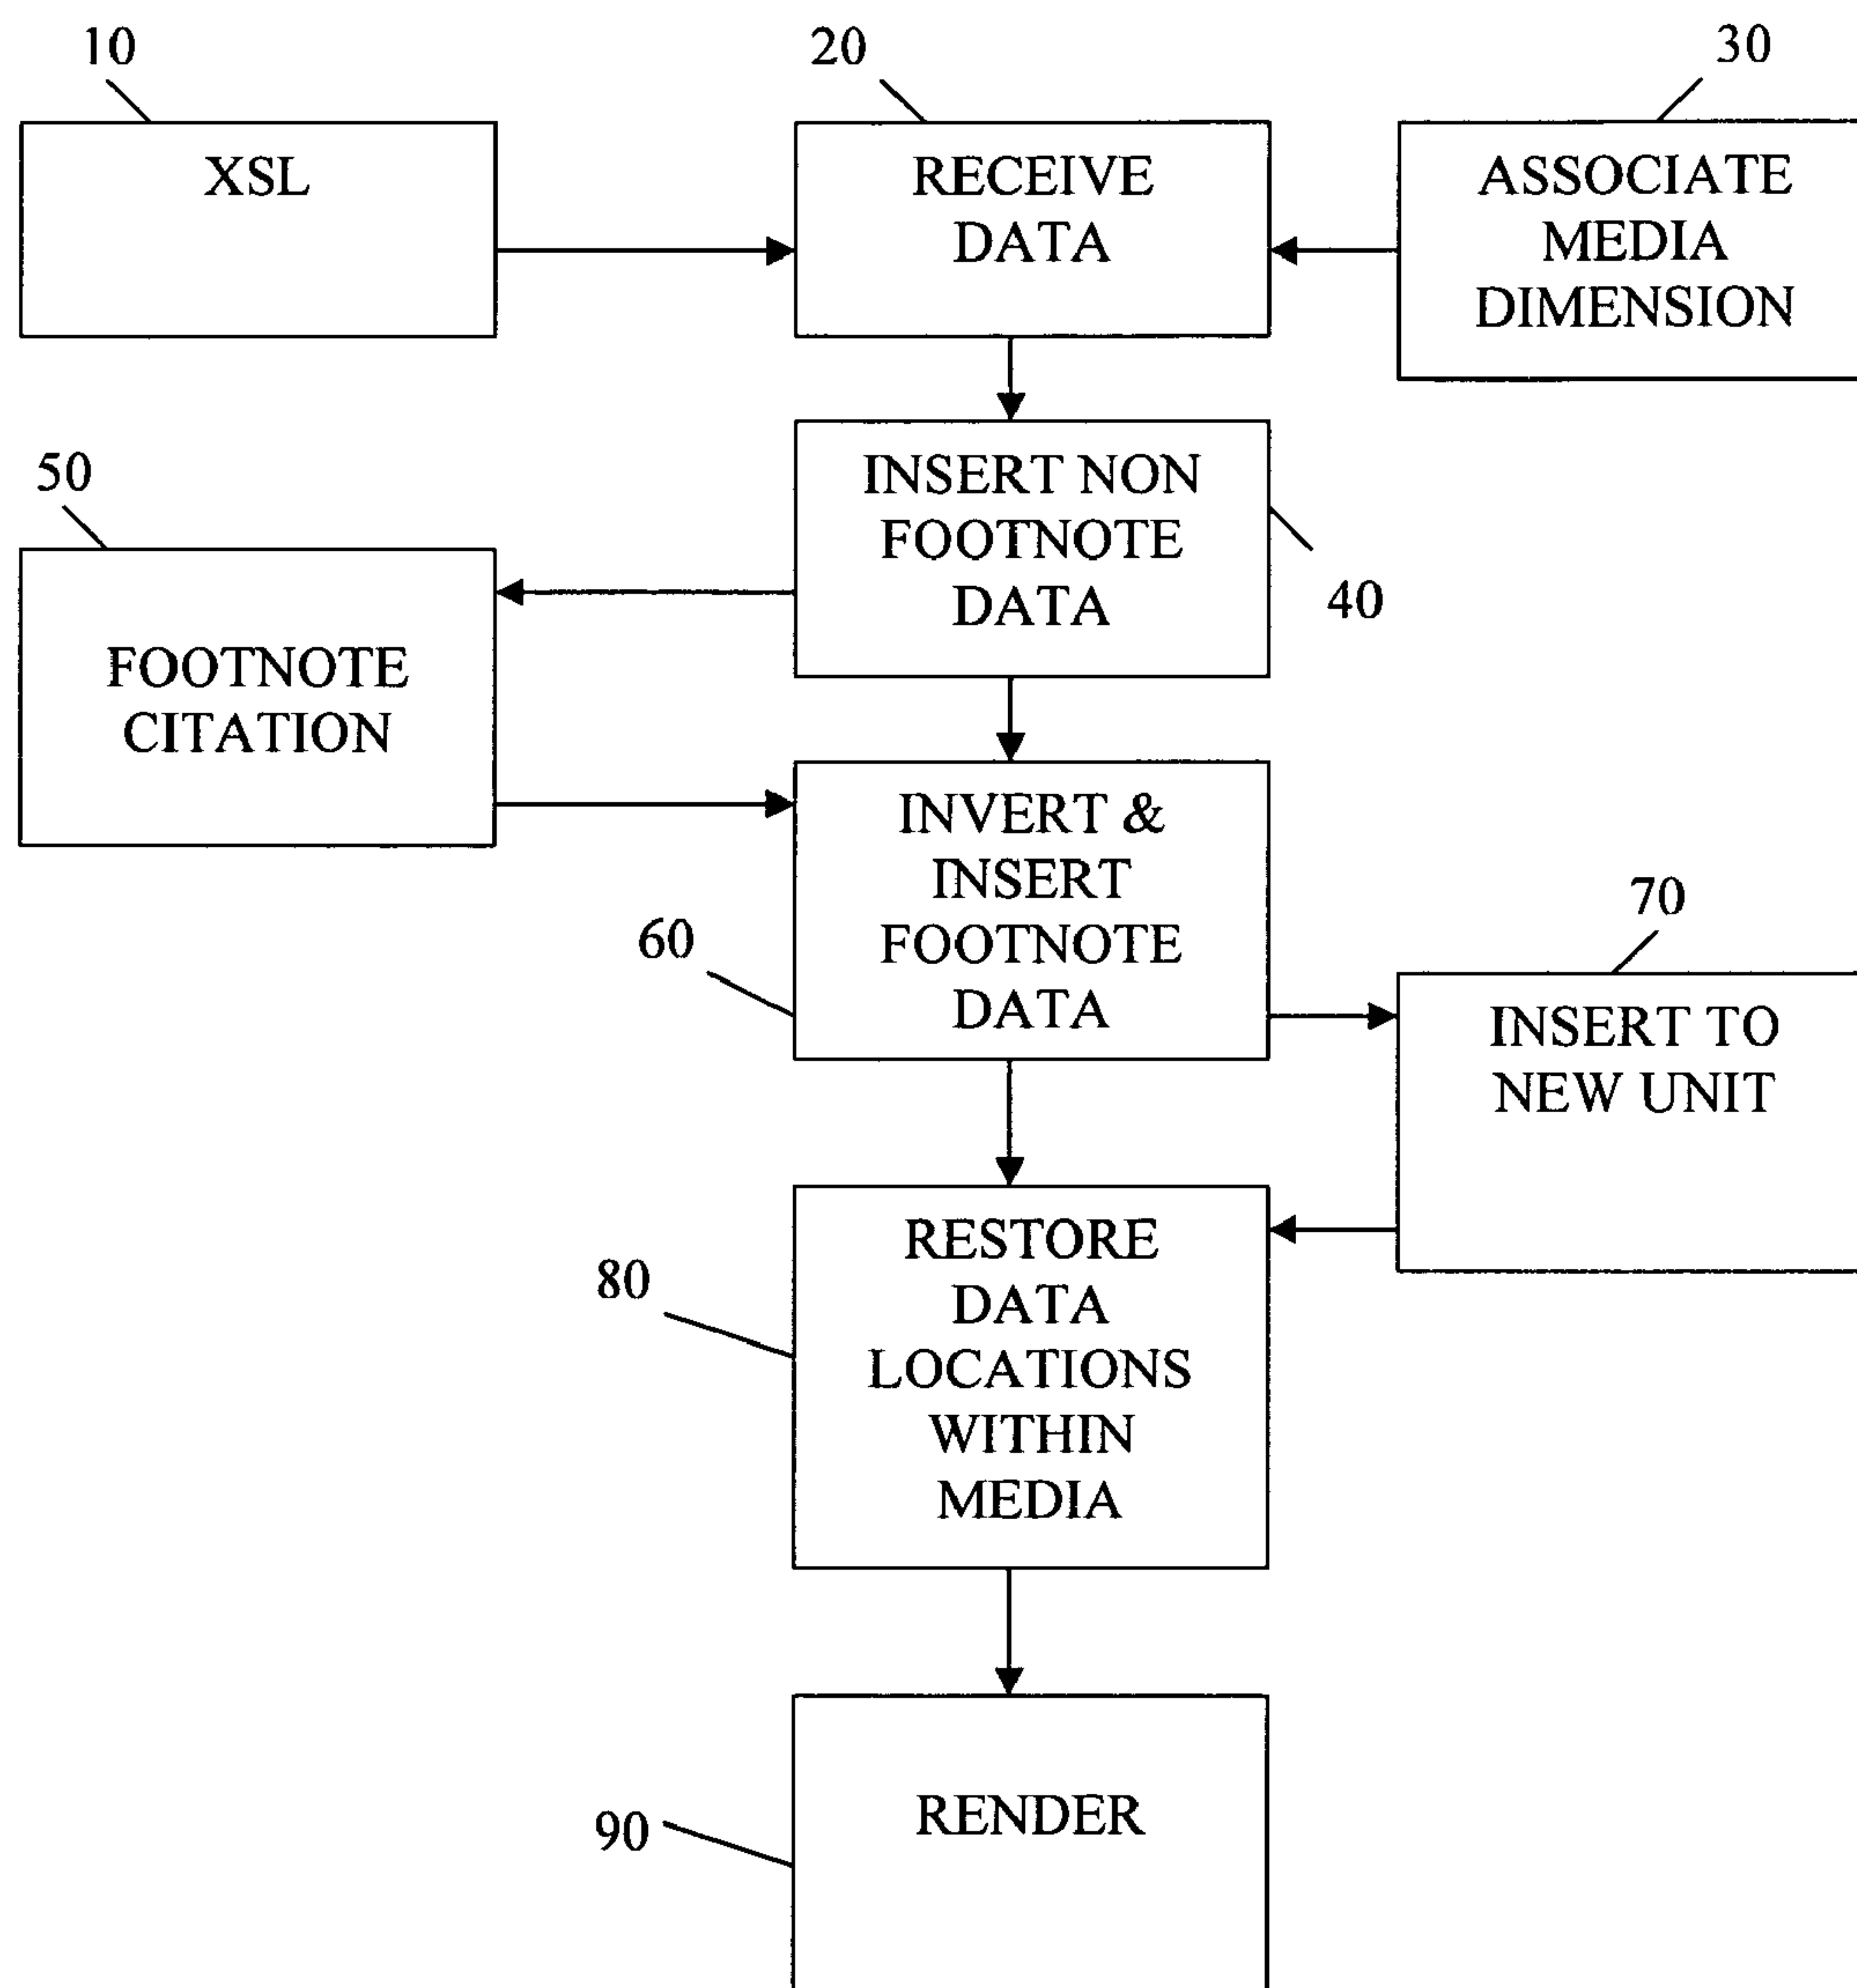 10
20
30
XSL
RECEIVE
DATA
ASSOCIATE
MEDIA
DIMENSION
50
INSERT NON
FOOTNOTE
DATA
40
FOOTNOTE
CITATION
INVERT &
INSERT
FOOTNOTE
DATA
60
70
INSERT TO
NEW UNIT
80
RESTORE
DATA
LOCATIONS
WITHIN
MEDIA
90
RENDER